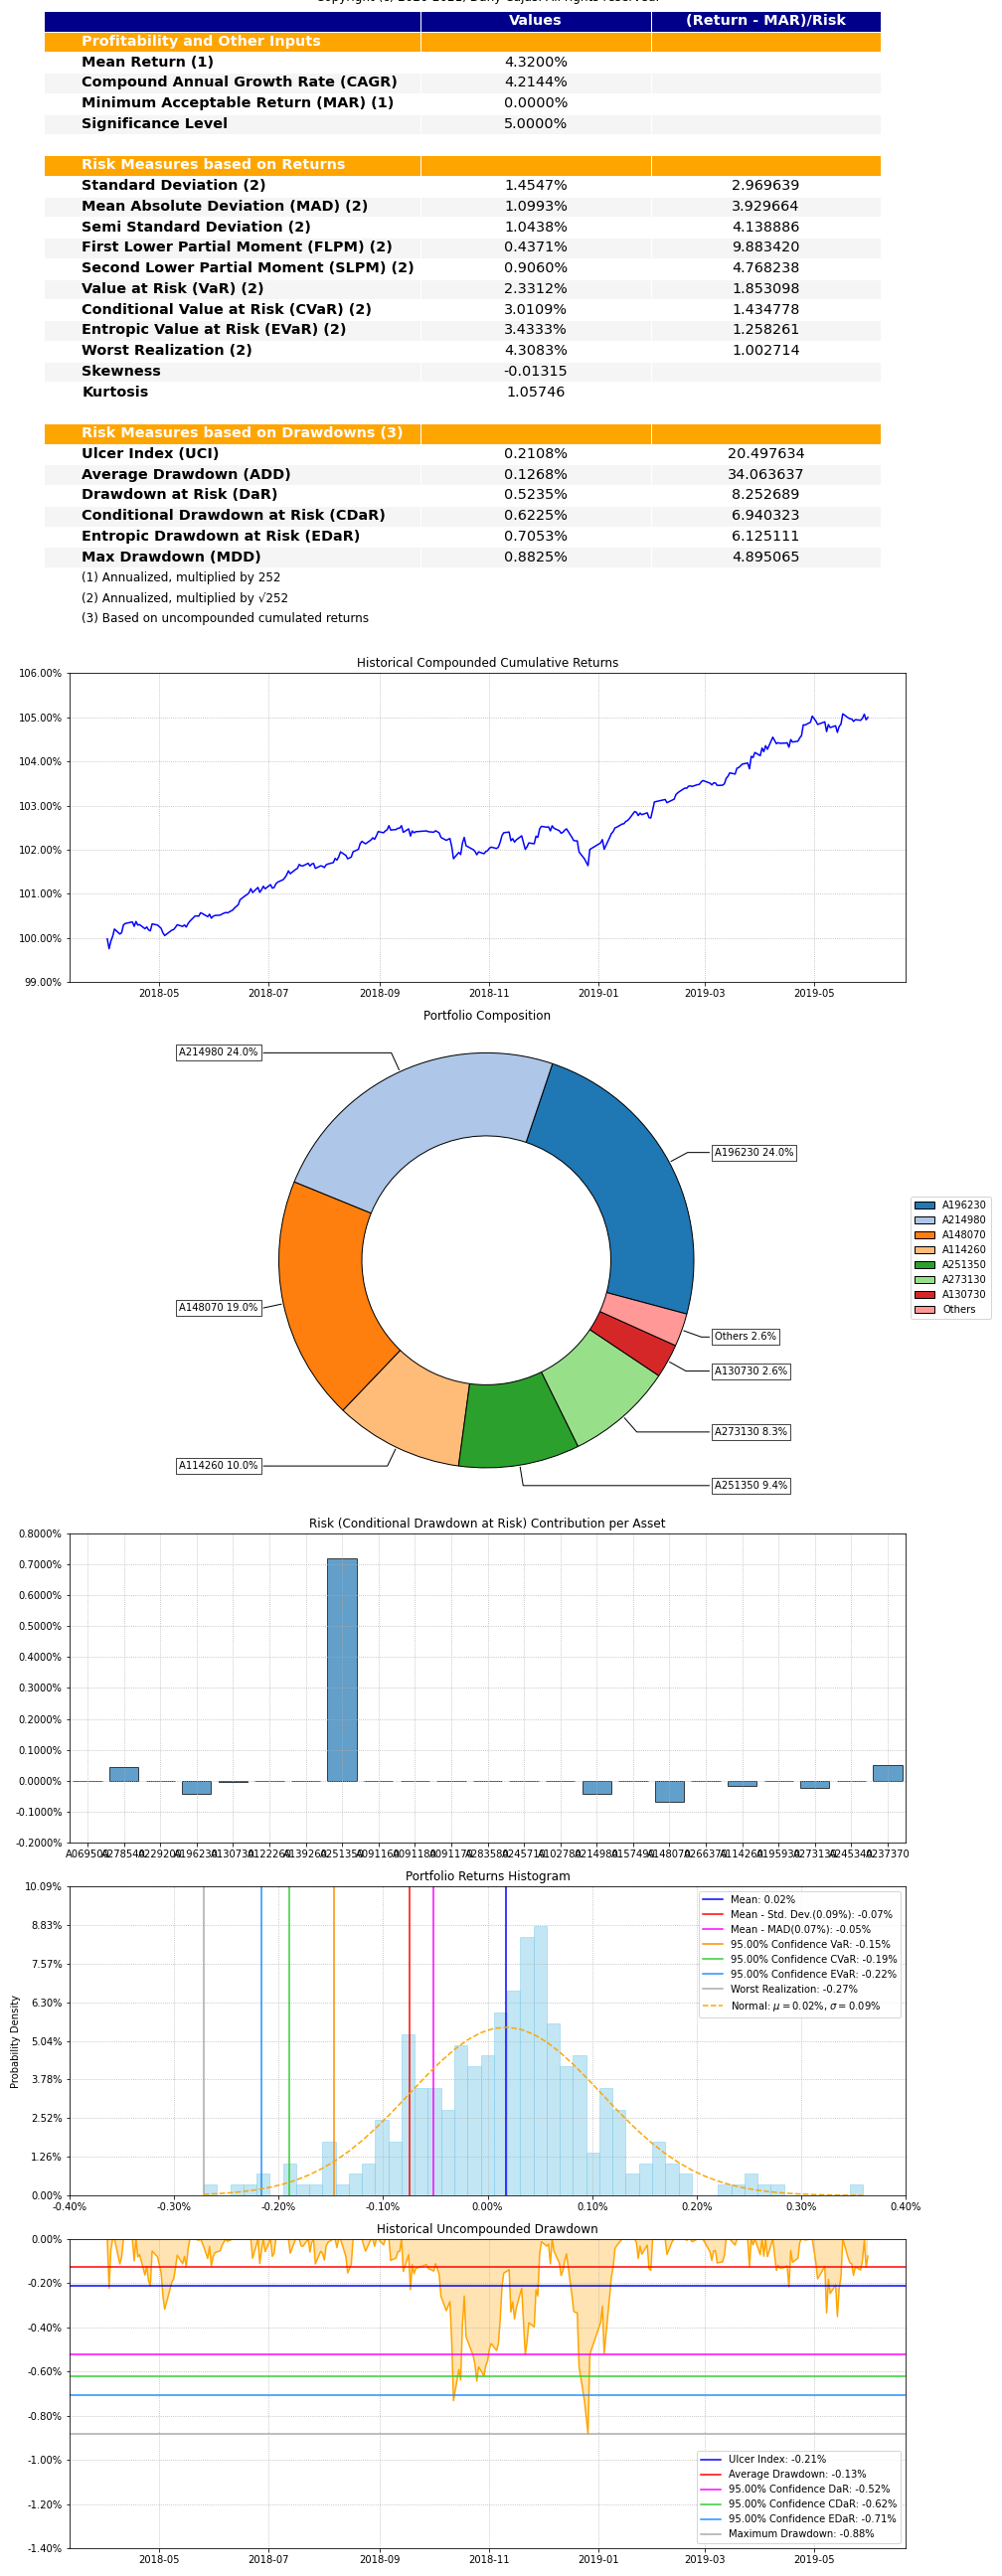 Values (Return - MAR)/Risk
Profitability and Other Inputs
Mean Return (1) 4.3200%
Compound Annual Growth Rate (CAGR) 4.2144%
Minimum Acceptable Return (MAR) (1) 0.0000%
Significance Level 5.0000%
Risk Measures based on Returns
Standard Deviation (2) 1.4547% 2.969639
Mean Absolute Deviation (MAD) (2) 1.0993% 3.929664
Semi Standard Deviation (2) 1.0438% 4.138886
First Lower Partial Moment (FLPM) (2) 0.4371% 9.883420
Second Lower Partial Moment (SLPM) (2) 0.9060% 4.768238
Value at Risk (VaR) (2) 2.3312% 1.853098
Conditional Value at Risk (CVaR) (2) 3.0109% 1.434778
Entropic Value at Risk (EVaR) (2) 3.4333% 1.258261
Worst Realization (2) 4.3083% 1.002714
Skewness -0.01315
Kurtosis 1.05746
Risk Measures based on Drawdowns (3)
Ulcer Index (UCI) 0.2108% 20.497634
Average Drawdown (ADD) 0.1268% 34.063637
Drawdown at Risk (DaR) 0.5235% 8.252689
Conditional Drawdown at Risk (CDaR) 0.6225% 6.940323
Entropic Drawdown at Risk (EDaR) 0.7053% 6.125111
Max Drawdown (MDD) 0.8825% 4.895065
(1) Annualized, multiplied by 252
(2) Annualized, multiplied by √252
(3) Based on uncompounded cumulated returns
Historical Compounded Cumulative Returns
106.00%
105.00%
104.00%
103.00%
102.00%
101.00%
100.00%
99.00%
2018-05 2018-07 2018-09 2018-11 2019-01 2019-03 2019-05
Portfolio Composition
A214980 24.0%
A196230 24.0%
A148070 19.0%
Others 2.6%
A130730 2.6%
A273130 8.3%
A114260 10.0%
A251350 9.4%
A196230
A214980
A148070
A114260
A251350
A273130
A130730
Others
Risk (Conditional Drawdown at Risk) Contribution per Asset
0.8000%
0.7000%
0.6000%
0.5000%
0.4000%
0.3000%
0.2000%
0.1000%
0.0000%
-0.1000%
-0.2000%
Portfolio Returns Histogram
Probability Density
10.09%
8.83%
7.57%
6.30%
5.04%
3.78%
2.52%
1.26%
0.00%
-0.40% -0.30% -0.20% -0.10% 0.00% 0.10% 0.20% 0.30% 0.40%
Mean: 0.02%
Mean - Std. Dev.(0.09%): -0.07%
Mean - MAD(0.07%): -0.05%
95.00% Confidence VaR: -0.15%
95.00% Confidence CVaR: -0.19%
95.00% Confidence EVaR: -0.22%
Worst Realization: -0.27%
Normal: μ = 0.02%, σ = 0.09%
Historical Uncompounded Drawdown
0.00%
-0.20%
-0.40%
-0.60%
-0.80%
-1.00%
-1.20%
-1.40%
2018-05 2018-07 2018-09 2018-11 2019-01 2019-03 2019-05
Ulcer Index: -0.21%
Average Drawdown: -0.13%
95.00% Confidence DaR: -0.52%
95.00% Confidence CDaR: -0.62%
95.00% Confidence EDaR: -0.71%
Maximum Drawdown: -0.88%